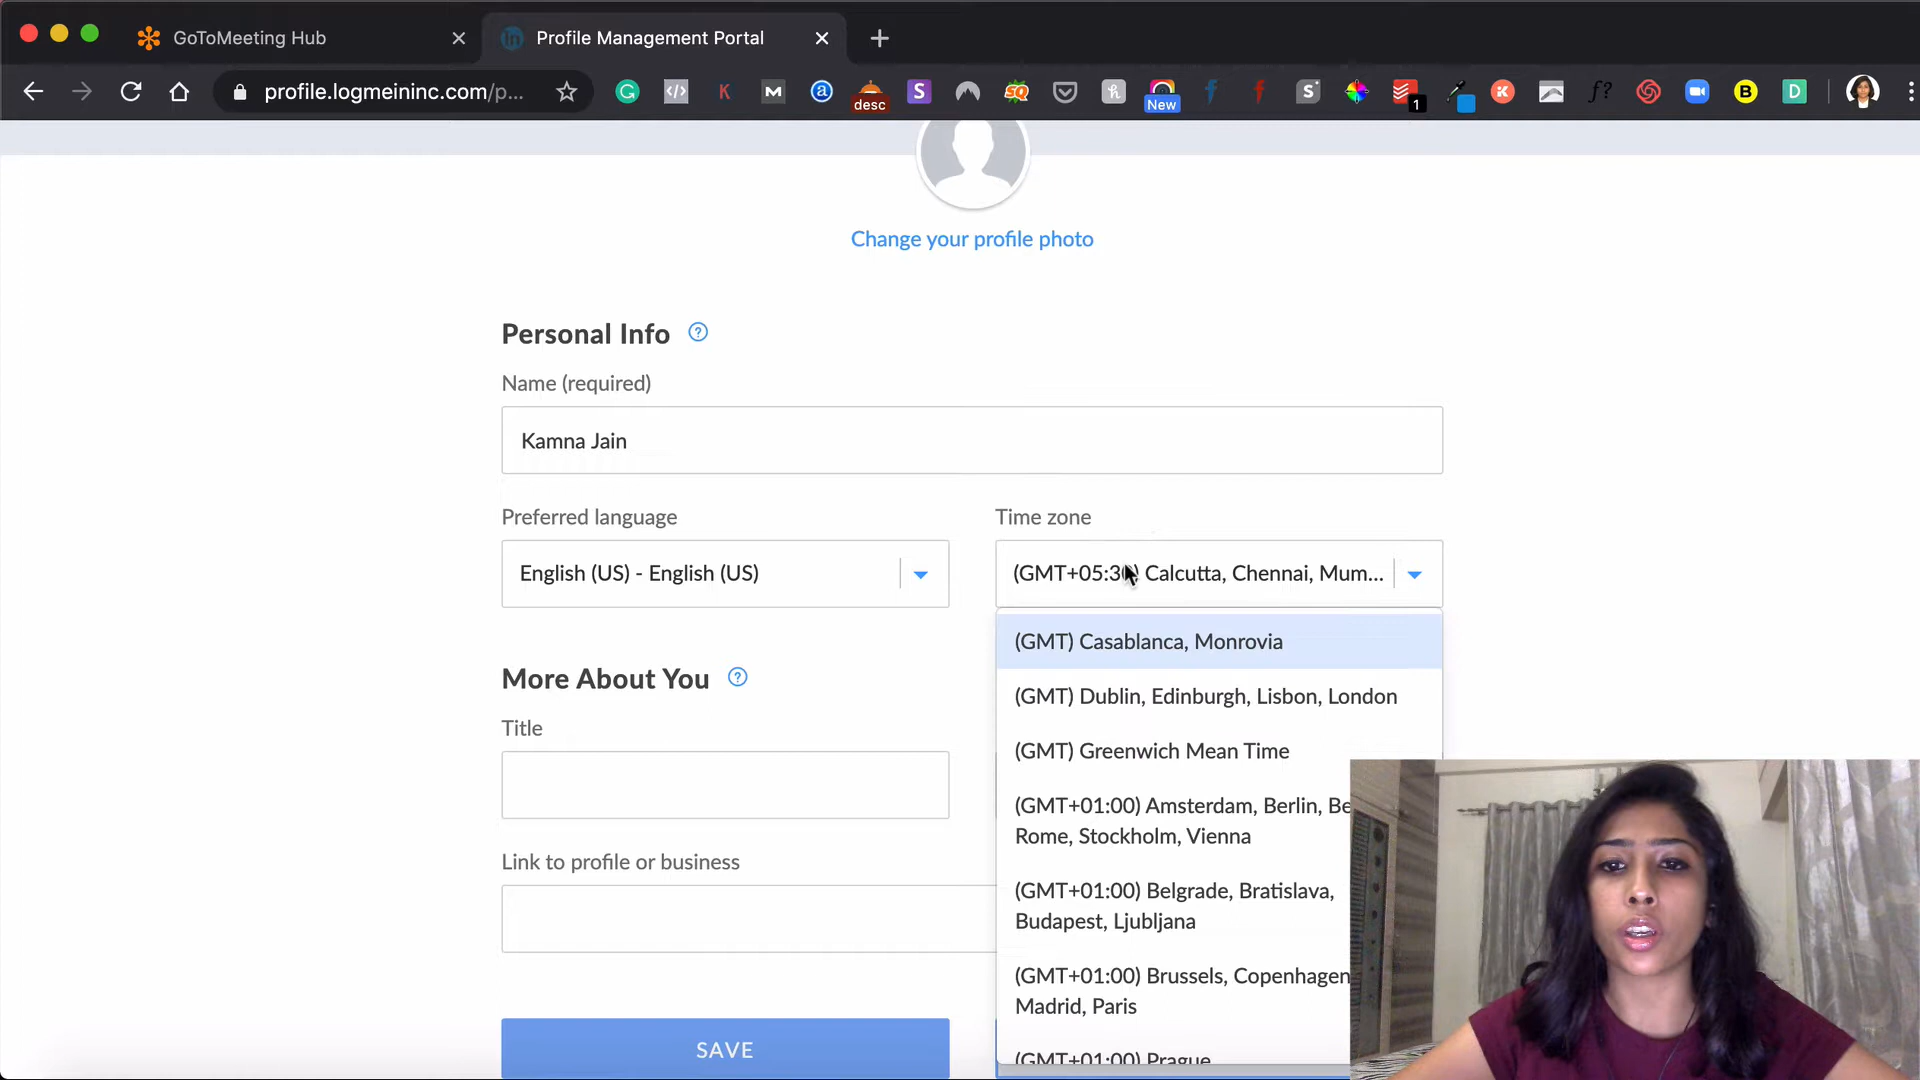 GoToMeeting Hub
Profile Management Portal
profile.logmeininc.com/p...
desc
New
1
Change your profile photo
Personal Info
Name (required)
Kamna Jain
Preferred language
Time zone
English (US) - English (US)
(GMT+05:30) Calcutta, Chennai, Mum...
(GMT) Casablanca, Monrovia
More About You
(GMT) Dublin, Edinburgh, Lisbon, London
Title
(GMT) Greenwich Mean Time
(GMT+01:00) Amsterdam, Berlin, Be
Rome, Stockholm, Vienna
Link to profile or business
(GMT+01:00) Belgrade, Bratislava,
Budapest, Ljubljana
(GMT+01:00) Brussels, Copenhagen
Madrid, Paris
SAVE
(GMT+01:00) Prague